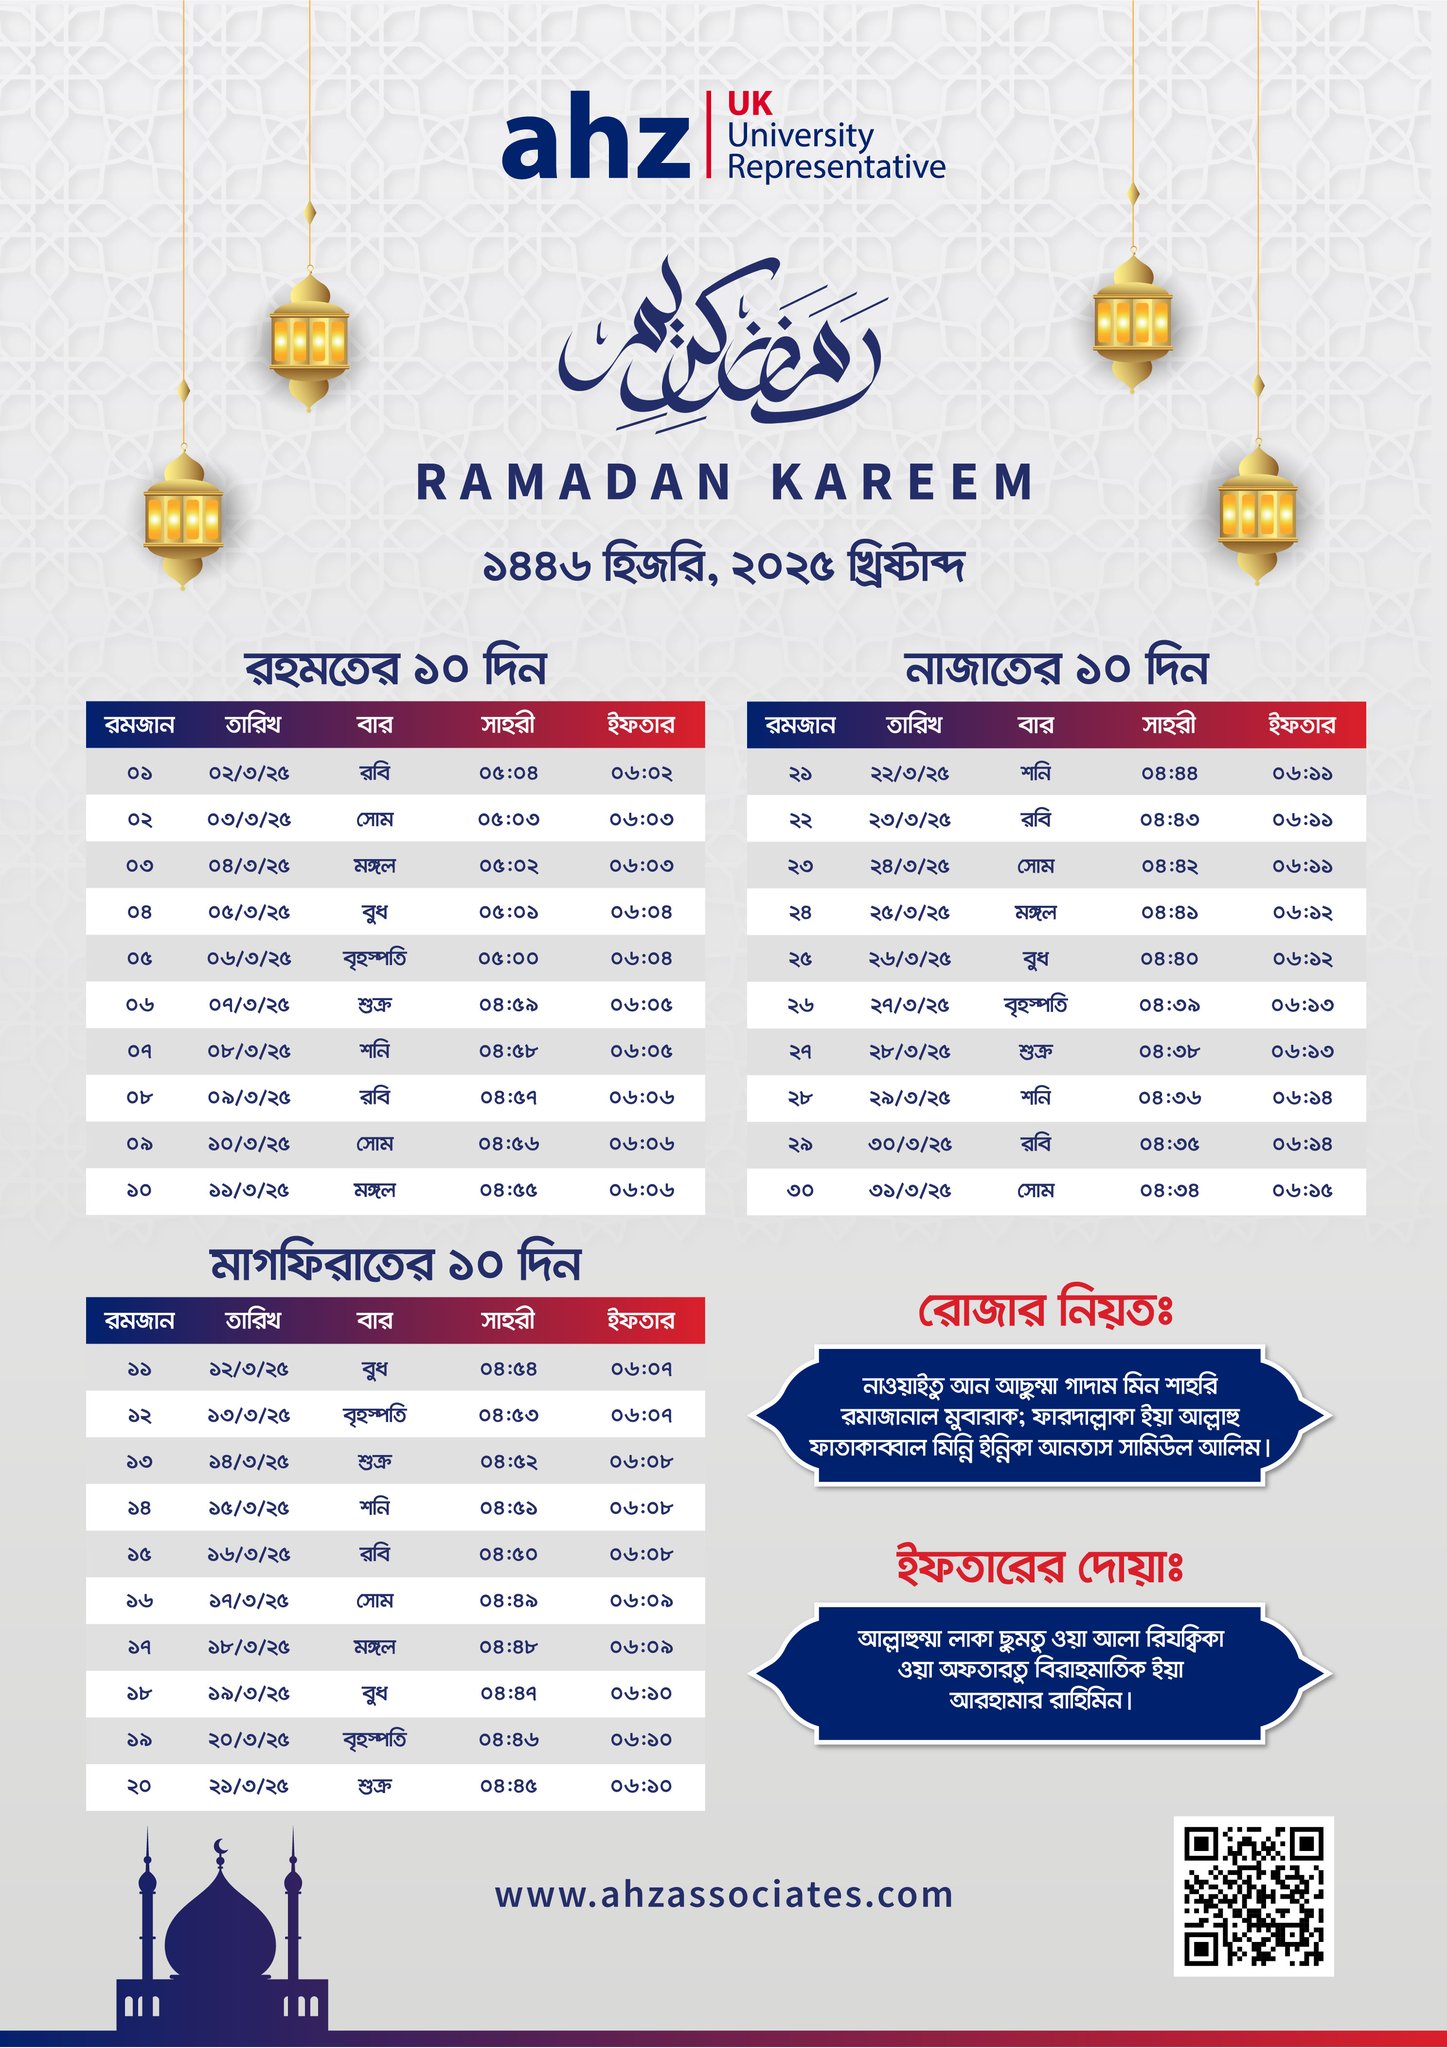 ahz
UK
University
Representative
رمضان كريم
RAMADAN KAREEM
১৪৪৬ হিজরি, ২০২৫ খ্রিষ্টাব্দ
রহমতের ১০ দিন
রমজান তারিখ বার সাহরী ইফতার
০১ ০২/৩/২৫ রবি ০৫:০৪ ০৬:০২
০২ ০৩/৩/২৫ সোম ০৫:০৩ ০৬:০৩
০৩ ০৪/৩/২৫ মঙ্গল ০৫:০২ ০৬:০৩
০৪ ০৫/৩/২৫ বুধ ০৫:০১ ০৬:০৪
০৫ ০৬/৩/২৫ বৃহস্পতি ০৫:০০ ০৬:০৪
০৬ ০৭/৩/২৫ শুক্র ০৪:৫৯ ০৬:০৫
০৭ ০৮/৩/২৫ শনি ০৪:৫৮ ০৬:০৫
০৮ ০৯/৩/২৫ রবি ০৪:৫৭ ০৬:০৬
০৯ ১০/৩/২৫ সোম ০৪:৫৬ ০৬:০৬
১০ ১১/৩/২৫ মঙ্গল ০৪:৫৫ ০৬:০৬
নাজাতের ১০ দিন
রমজান তারিখ বার সাহরী ইফতার
২১ ২২/৩/২৫ শনি ০৪:৪৪ ০৬:১১
২২ ২৩/৩/২৫ রবি ০৪:৪৩ ০৬:১১
২৩ ২৪/৩/২৫ সোম ০৪:৪২ ০৬:১১
২৪ ২৫/৩/২৫ মঙ্গল ০৪:৪১ ০৬:১২
২৫ ২৬/৩/২৫ বুধ ০৪:৪০ ০৬:১২
২৬ ২৭/৩/২৫ বৃহস্পতি ০৪:৩৯ ০৬:১৩
২৭ ২৮/৩/২৫ শুক্র ০৪:৩৮ ০৬:১৩
২৮ ২৯/৩/২৫ শনি ০৪:৩৬ ০৬:১৪
২৯ ৩০/৩/২৫ রবি ০৪:৩৫ ০৬:১৪
৩০ ৩১/৩/২৫ সোম ০৪:৩৪ ০৬:১৫
মাগফিরাতের ১০ দিন
রমজান তারিখ বার সাহরী ইফতার
১১ ১২/৩/২৫ বুধ ০৪:৫৪ ০৬:০৭
১২ ১৩/৩/২৫ বৃহস্পতি ০৪:৫৩ ০৬:০৭
১৩ ১৪/৩/২৫ শুক্র ০৪:৫২ ০৬:০৮
১৪ ১৫/৩/২৫ শনি ০৪:৫১ ০৬:০৮
১৫ ১৬/৩/২৫ রবি ০৪:৫০ ০৬:০৮
১৬ ১৭/৩/২৫ সোম ০৪:৪৯ ০৬:০৯
১৭ ১৮/৩/২৫ মঙ্গল ০৪:৪৮ ০৬:০৯
১৮ ১৯/৩/২৫ বুধ ০৪:৪৭ ০৬:১০
১৯ ২০/৩/২৫ বৃহস্পতি ০৪:৪৬ ০৬:১০
২০ ২১/৩/২৫ শুক্র ০৪:৪৫ ০৬:১০
রোজার নিয়তঃ
নাওয়াইতু আন আছুম্মা গাদাম মিন শাহরি
রমাজানাল মুবারাক; ফারদাল্লাকা ইয়া আল্লাহু
ফাতাকাব্বাল মিন্নি ইন্নিকা আনতাস সামিউল আলিম।
ইফতারের দোয়াঃ
আল্লাহুম্মা লাকা ছুমতু ওয়া আলা রিযক্বিকা
ওয়া অফতারতু বিরাহমাতিক ইয়া
আরহামার রাহিমিন।
www.ahzassociates.com